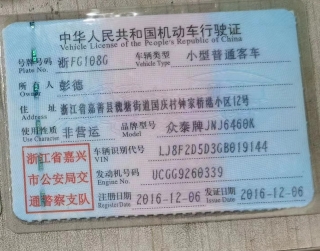 中华人民共和国机动车行驶证
Vehicle License of the People's Republic of China
号牌号码 浙FG108G 车辆类型 小型普通客车
Plate No. Vehicle Type
所有人 彭德
Owner
住址 浙江省嘉善县魏塘街道国庆村钟家桥港小区12号
Address
使用性质 非营运 品牌型号 众泰牌JNJ6460K
Use Character Model
浙江省嘉兴
市公安局交
通警察支队
车辆识别代号 LJ8F2D5D3GB019144
VIN
发动机号码 UCGG9260339
Engine No.
注册日期 2016-12-06 发证日期 2016-12-06
Register Date Issue Date